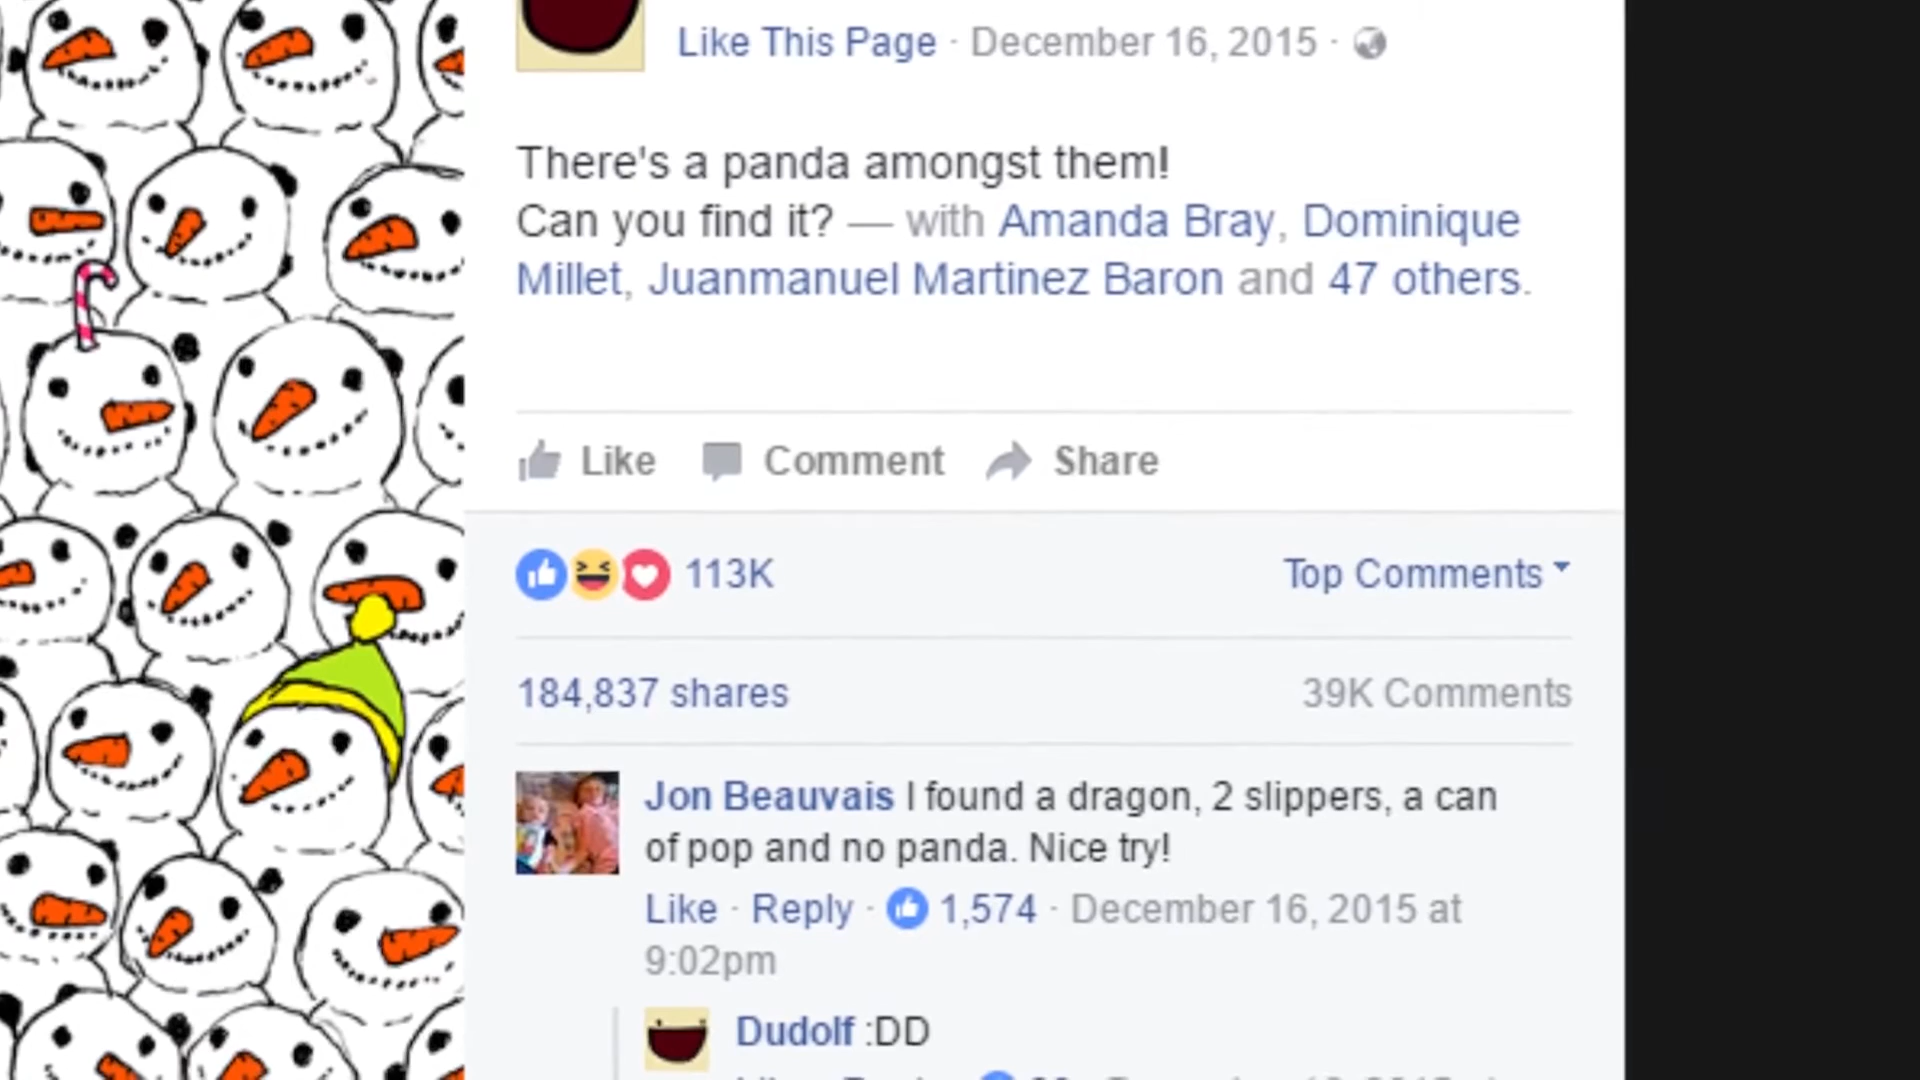 Like This Page · December 16, 2015 ·
There's a panda amongst them!
Can you find it? — with Amanda Bray, Dominique
Millet, Juanmanuel Martinez Baron and 47 others.
Like Comment Share
113K Top Comments
184,837 shares 39K Comments
Jon Beauvais I found a dragon, 2 slippers, a can
of pop and no panda. Nice try!
Like · Reply · 1,574 · December 16, 2015 at
9:02pm
Dudolf :DD